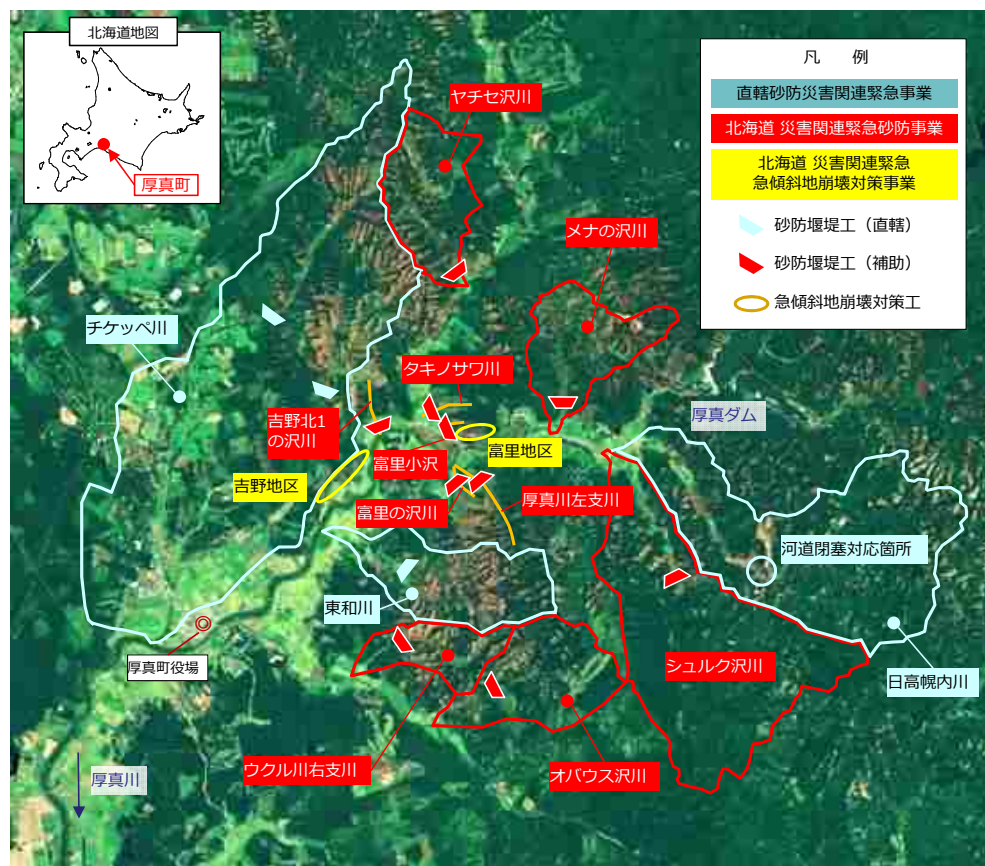 北海道地図
厚真町
凡　例
直轄砂防災害関連緊急事業
北海道 災害関連緊急砂防事業
北海道 災害関連緊急
急傾斜地崩壊対策事業
砂防堰堤工（直轄）
砂防堰堤工（補助）
急傾斜地崩壊対策工
ヤチセ沢川
メナの沢川
チケッペ川
タキノサワ川
吉野北1
の沢川
厚真ダム
富里小沢
富里地区
吉野地区
富里の沢川
厚真川左支川
河道閉塞対応箇所
東和川
厚真町役場
シュルク沢川
日高幌内川
ウクル川右支川
オバウス沢川
厚真川